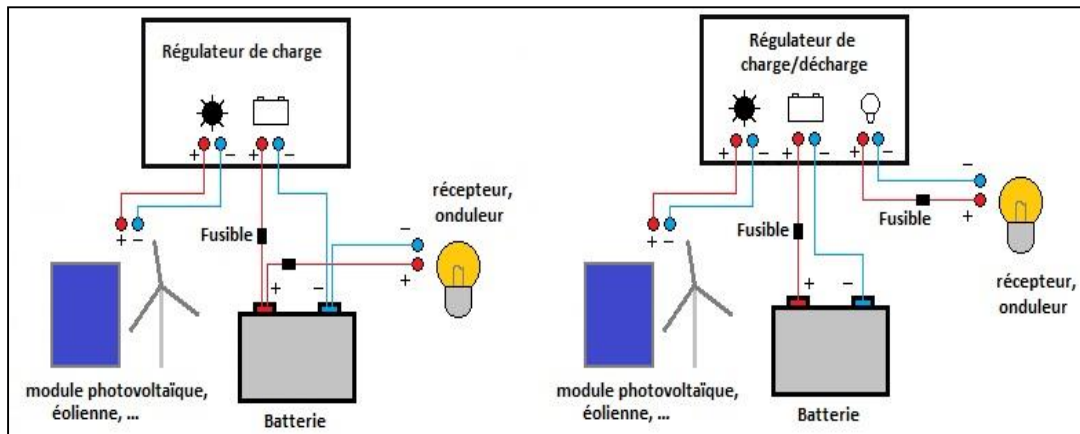 Régulateur de charge
+ − + −
+ −
Fusible
récepteur,
onduleur
−
+
+ −
module photovoltaïque,
éolienne, ...
Batterie
Régulateur de
charge/décharge
+ − + − + −
−
+
Fusible
+ −
Fusible
récepteur,
onduleur
+ −
module photovoltaïque,
éolienne, ...
Batterie